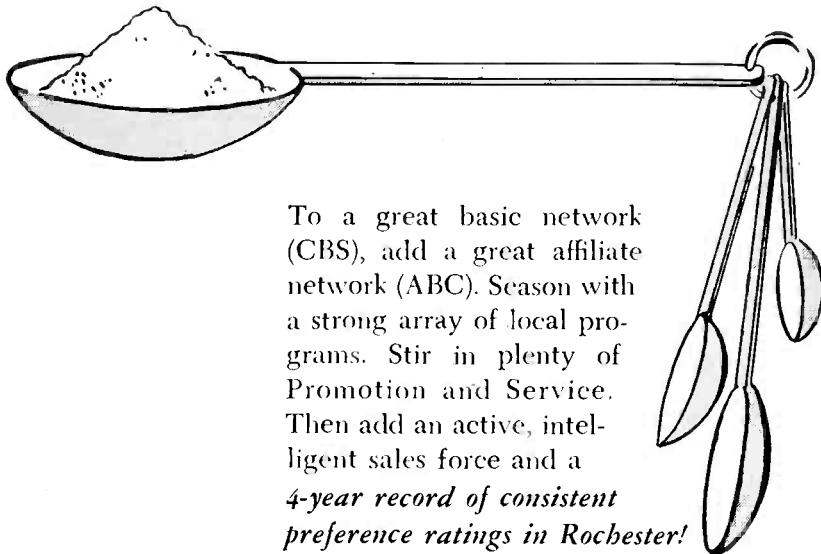 To a great basic network
(CBS), add a great affiliate
network (ABC). Season with
a strong array of local pro-
grams. Stir in plenty of
Promotion and Service.
Then add an active, intel-
ligent sales force and a
4-year record of consistent
preference ratings in Rochester!